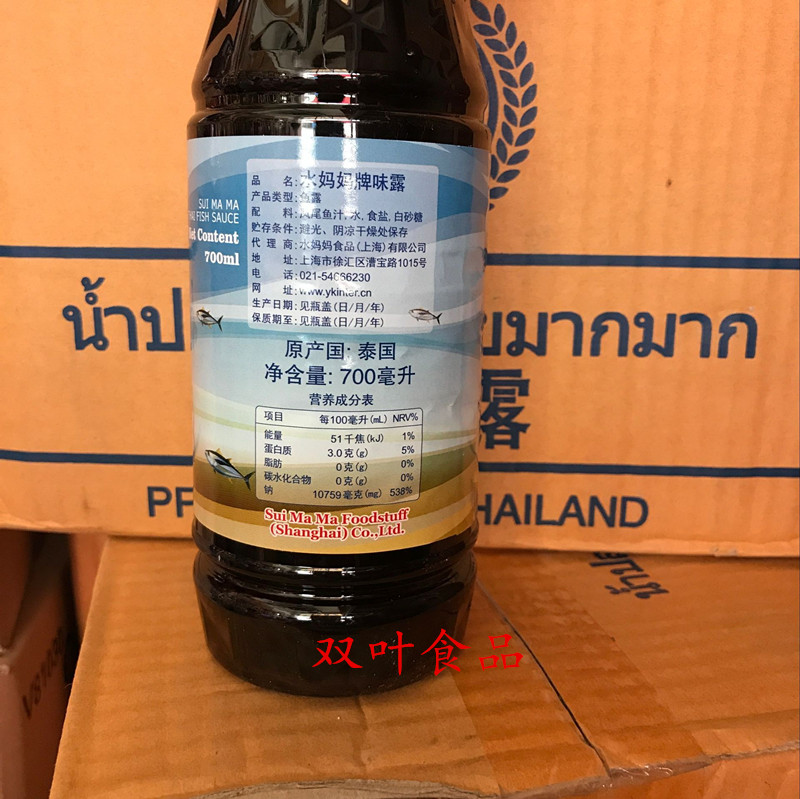 SUI MA MA
FISH SAUCE
Net Content
700ml
品 名:水妈妈牌味露
产品类型:鱼露
配 料:凤尾鱼汁,水,食盐,白砂糖
贮存条件:避光、阴凉干燥处保存
代 理 商:水妈妈食品(上海)有限公司
地 址:上海市徐汇区漕宝路1015号
电 话:021-54666230
网 址:www.ykinter.cn
生产日期:见瓶盖(日/月/年)
保质期至:见瓶盖(日/月/年)
原产国: 泰国
净含量: 700毫升
营养成分表
项目 每100毫升(mL) NRV%
能量 51千焦(kJ) 1%
蛋白质 3.0克(g) 5%
脂肪 0克(g) 0%
碳水化合物 0克(g) 0%
钠 10759毫克(mg) 538%
Sui Ma Ma Foodstuff
(Shanghai) Co.,Ltd.
น้ำป
มากมาก
露
THAILAND
น้ำปล
双叶食品